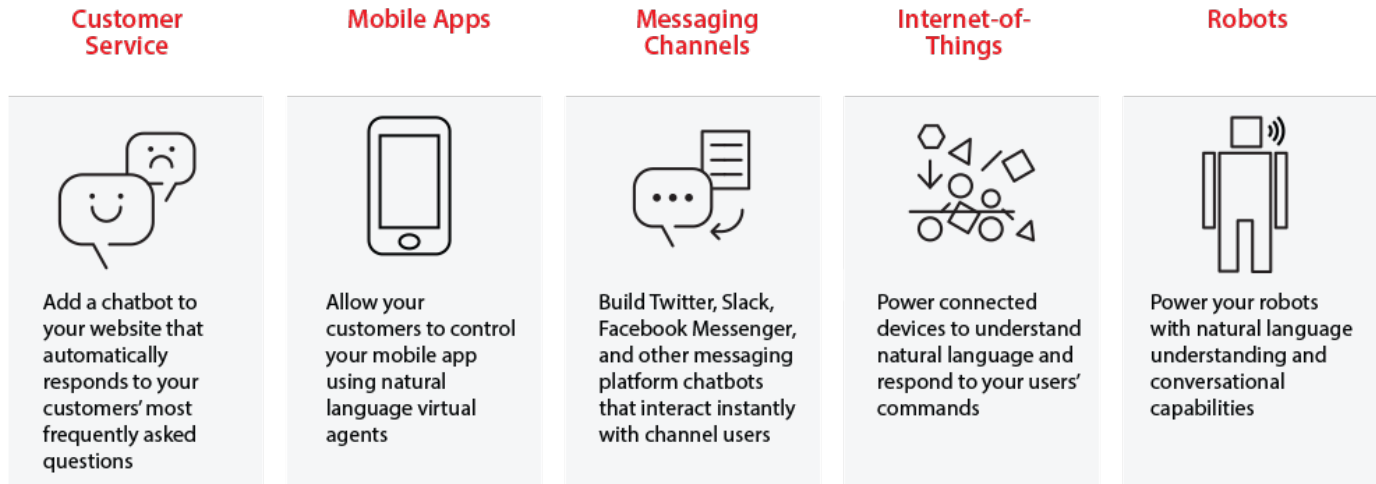 Customer
Service
Add a chatbot to
your website that
automatically
responds to your
customers’ most
frequently asked
questions
Mobile Apps
Allow your
customers to control
your mobile app
using natural
language virtual
agents
Messaging
Channels
Build Twitter, Slack,
Facebook Messenger,
and other messaging
platform chatbots
that interact instantly
with channel users
Internet-of-
Things
Power connected
devices to understand
natural language and
respond to your users’
commands
Robots
Power your robots
with natural language
understanding and
conversational
capabilities